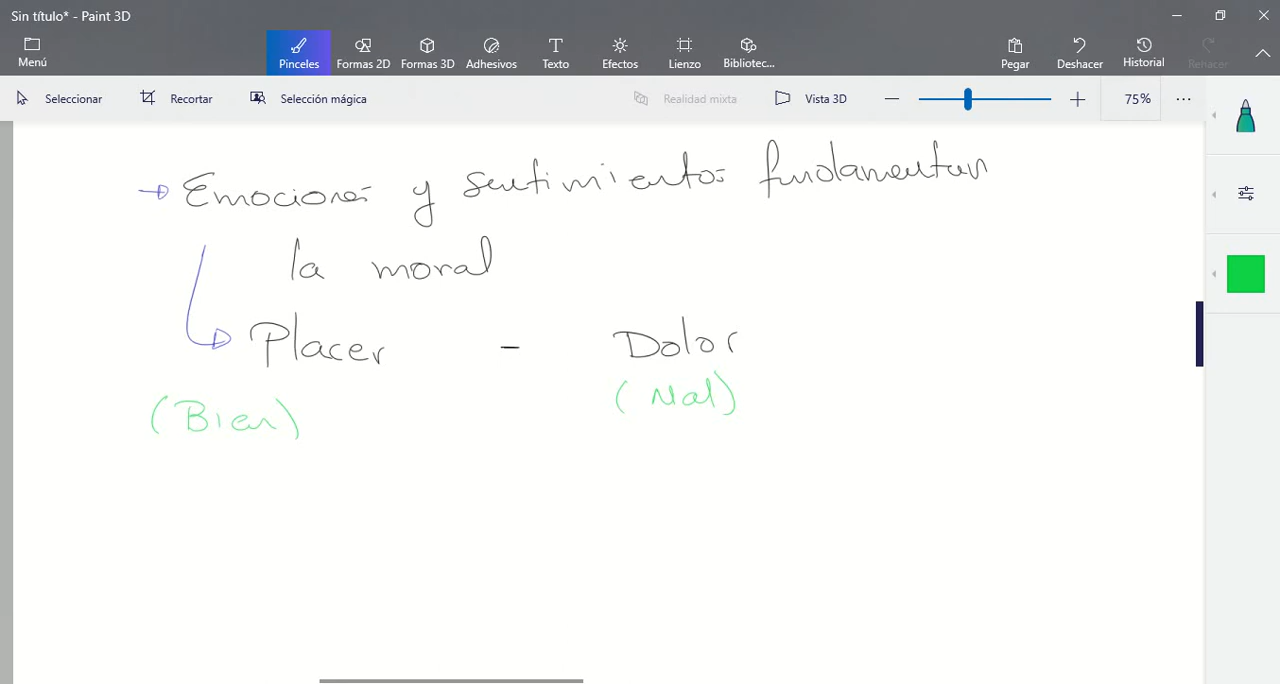 Sin título* - Paint 3D
Menú Pinceles Formas 2D Formas 3D Adhesivos Texto Efectos Lienzo Bibliotec... Pegar Deshacer Historial Rehacer
Seleccionar Recortar Selección mágica Realidad mixta Vista 3D 75%
Emociones y sentimientos fundamentan
la moral
Placer - Dolor
(Bien) (Mal)